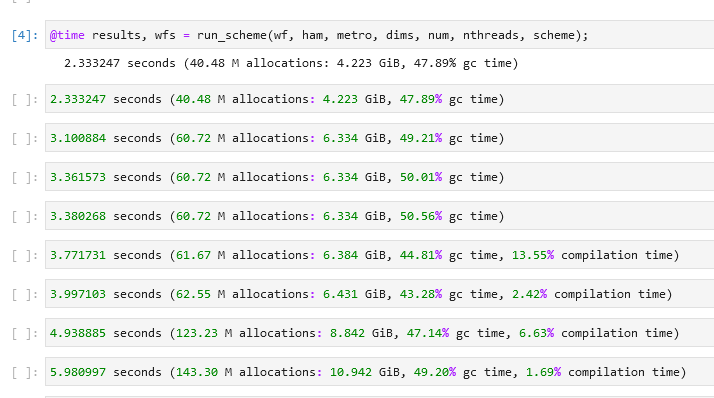 [ ]:
[4]: @time results, wfs = run_scheme(wf, ham, metro, dims, num, nthreads, scheme);
2.333247 seconds (40.48 M allocations: 4.223 GiB, 47.89% gc time)
[ ]: 2.333247 seconds (40.48 M allocations: 4.223 GiB, 47.89% gc time)
[ ]: 3.100884 seconds (60.72 M allocations: 6.334 GiB, 49.21% gc time)
[ ]: 3.361573 seconds (60.72 M allocations: 6.334 GiB, 50.01% gc time)
[ ]: 3.380268 seconds (60.72 M allocations: 6.334 GiB, 50.56% gc time)
[ ]: 3.771731 seconds (61.67 M allocations: 6.384 GiB, 44.81% gc time, 13.55% compilation time)
[ ]: 3.997103 seconds (62.55 M allocations: 6.431 GiB, 43.28% gc time, 2.42% compilation time)
[ ]: 4.938885 seconds (123.23 M allocations: 8.842 GiB, 47.14% gc time, 6.63% compilation time)
[ ]: 5.980997 seconds (143.30 M allocations: 10.942 GiB, 49.20% gc time, 1.69% compilation time)